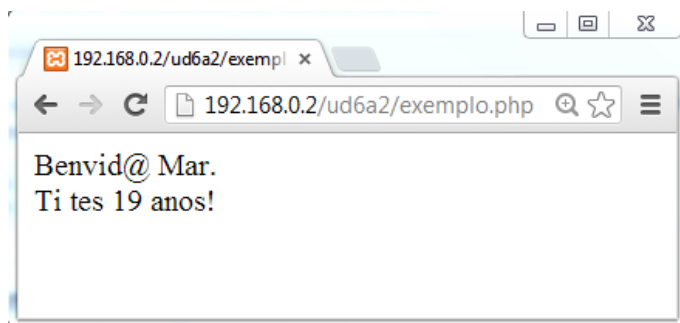 192.168.0.2/ud6a2/exempl
192.168.0.2/ud6a2/exemplo.php
Benvid@ Mar.
Ti tes 19 anos!